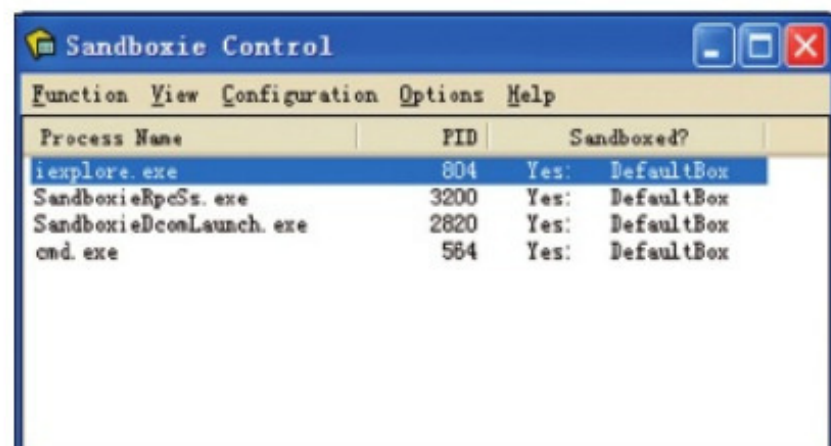 Sandboxie Control
Function View Configuration Options Help
Process Name PID Sandboxed?
iexplore.exe 804 Yes: DefaultBox
SandboxieRpcSs.exe 3200 Yes: DefaultBox
SandboxieDcomLaunch.exe 2820 Yes: DefaultBox
cmd.exe 564 Yes: DefaultBox